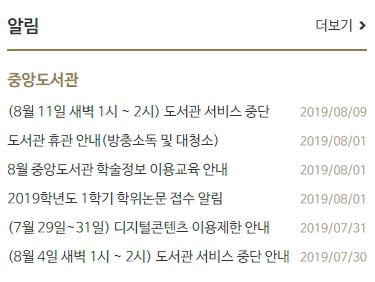 알림
더보기 >
중앙도서관
(8월 11일 새벽 1시 ~ 2시) 도서관 서비스 중단 2019/08/09
도서관 휴관 안내(방충소독 및 대청소) 2019/08/01
8월 중앙도서관 학술정보 이용교육 안내 2019/08/01
2019학년도 1학기 학위논문 접수 알림 2019/08/01
(7월 29일~31일) 디지털콘텐츠 이용제한 안내 2019/07/31
(8월 4일 새벽 1시 ~ 2시) 도서관 서비스 중단 안내 2019/07/30